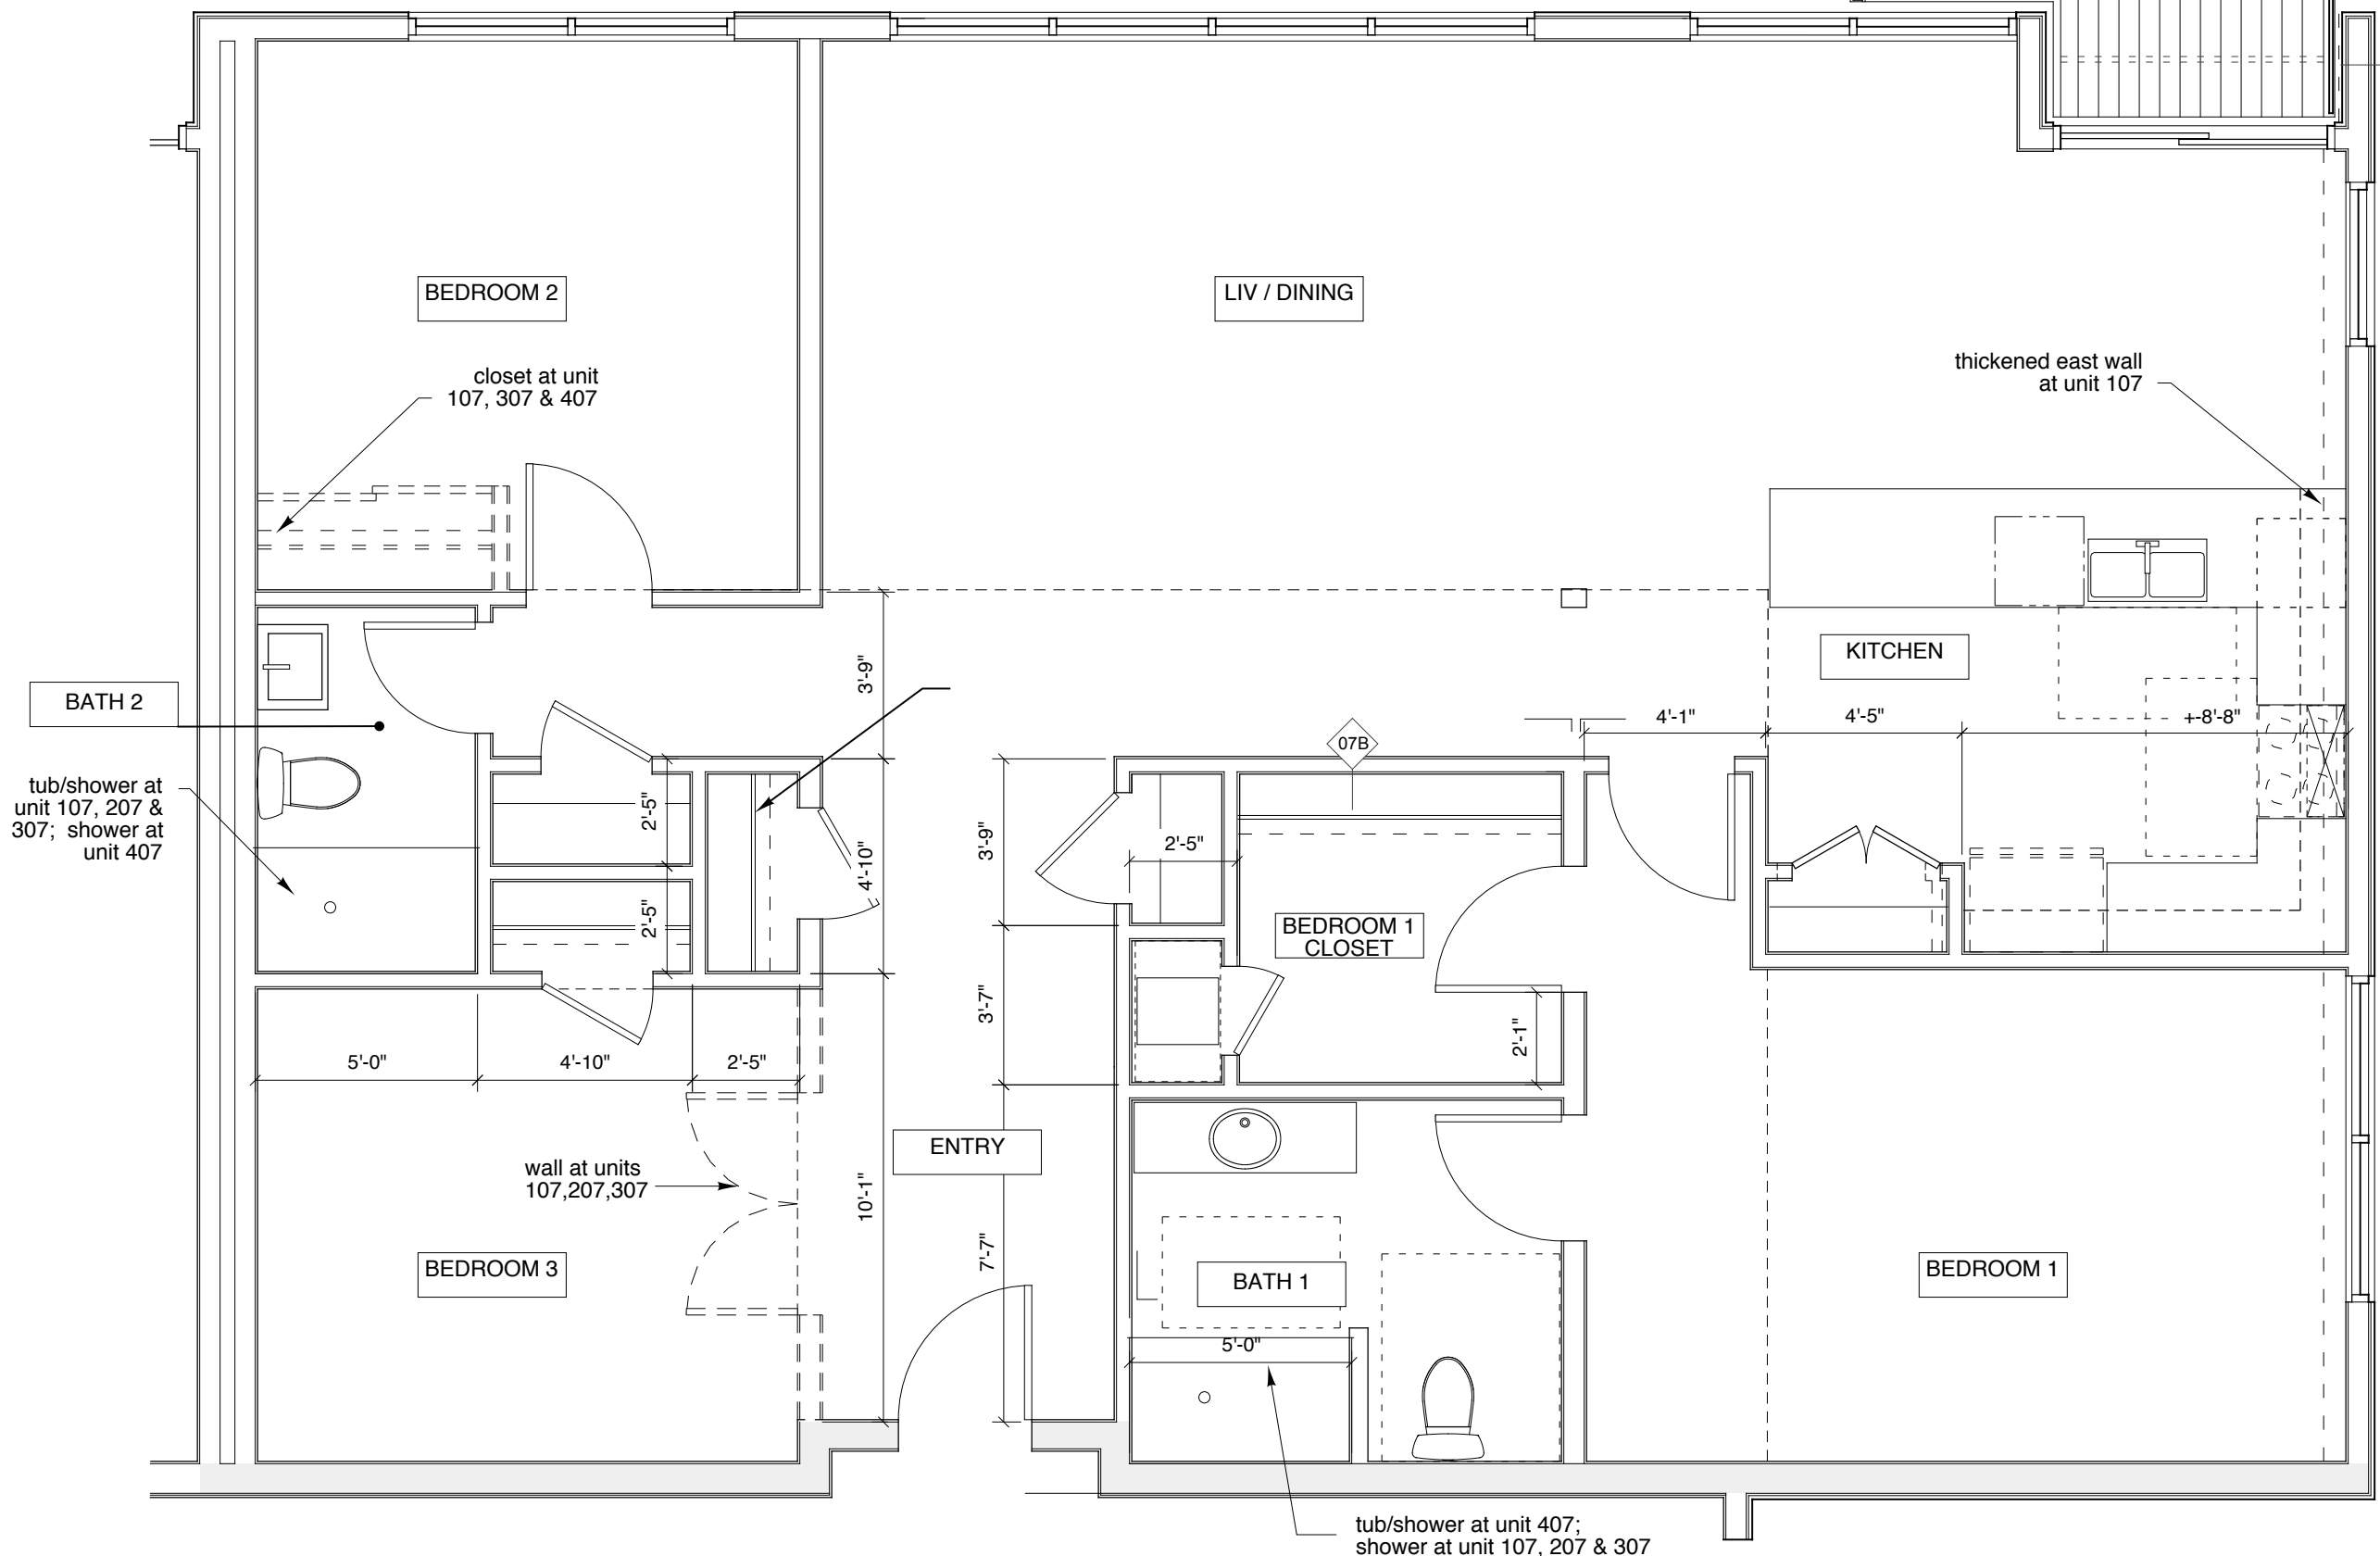 BEDROOM 2
LIV / DINING
closet at unit
107, 307 & 407
thickened east wall
at unit 107
KITCHEN
3'-9"
BATH 2
4'-1"
4'-5"
+-8'-8"
07B
tub/shower at
unit 107, 207 &
307;  shower at
unit 407
2'-5"
4'-10"
3'-9"
2'-5"
2'-5"
BEDROOM 1
CLOSET
3'-7"
2'-1"
5'-0"
4'-10"
2'-5"
ENTRY
wall at units
107,207,307
10'-1"
7'-7"
BEDROOM 3
BATH 1
BEDROOM 1
5'-0"
tub/shower at unit 407;
shower at unit 107, 207 & 307